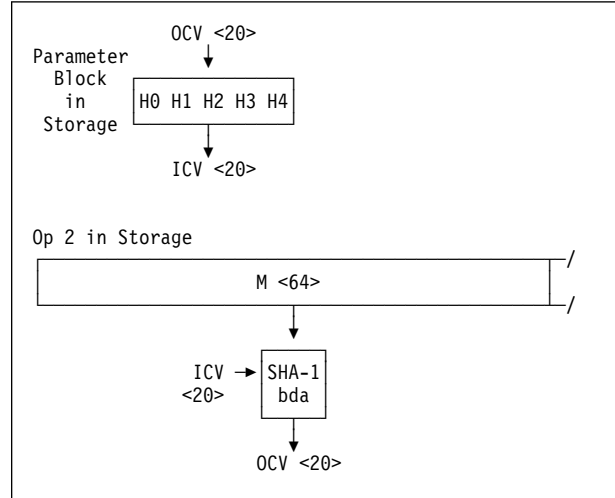 OCV <20>
Parameter
Block
in
Storage
H0 H1 H2 H3 H4
ICV <20>
Op 2 in Storage
M <64>
ICV
<20>
SHA-1
bda
OCV <20>